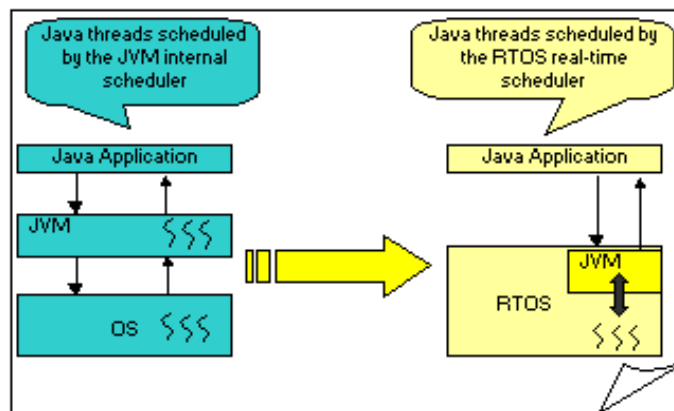 Java threads scheduled
by the JVM internal
scheduler
Java threads scheduled by
the RTOS real-time
scheduler
Java Application
Java Application
JVM
JVM
RTOS
OS